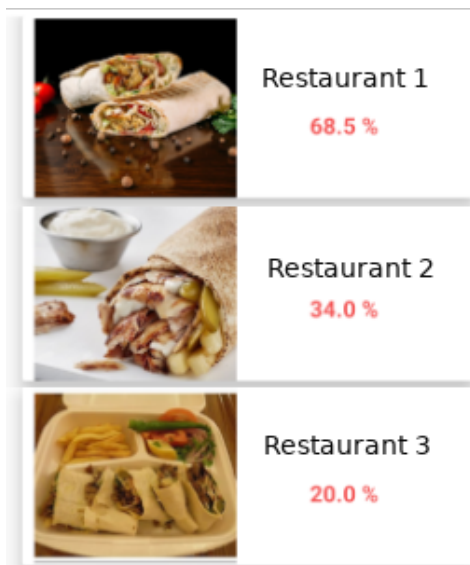 Restaurant 1
68.5 %
Restaurant 2
34.0 %
Restaurant 3
20.0 %